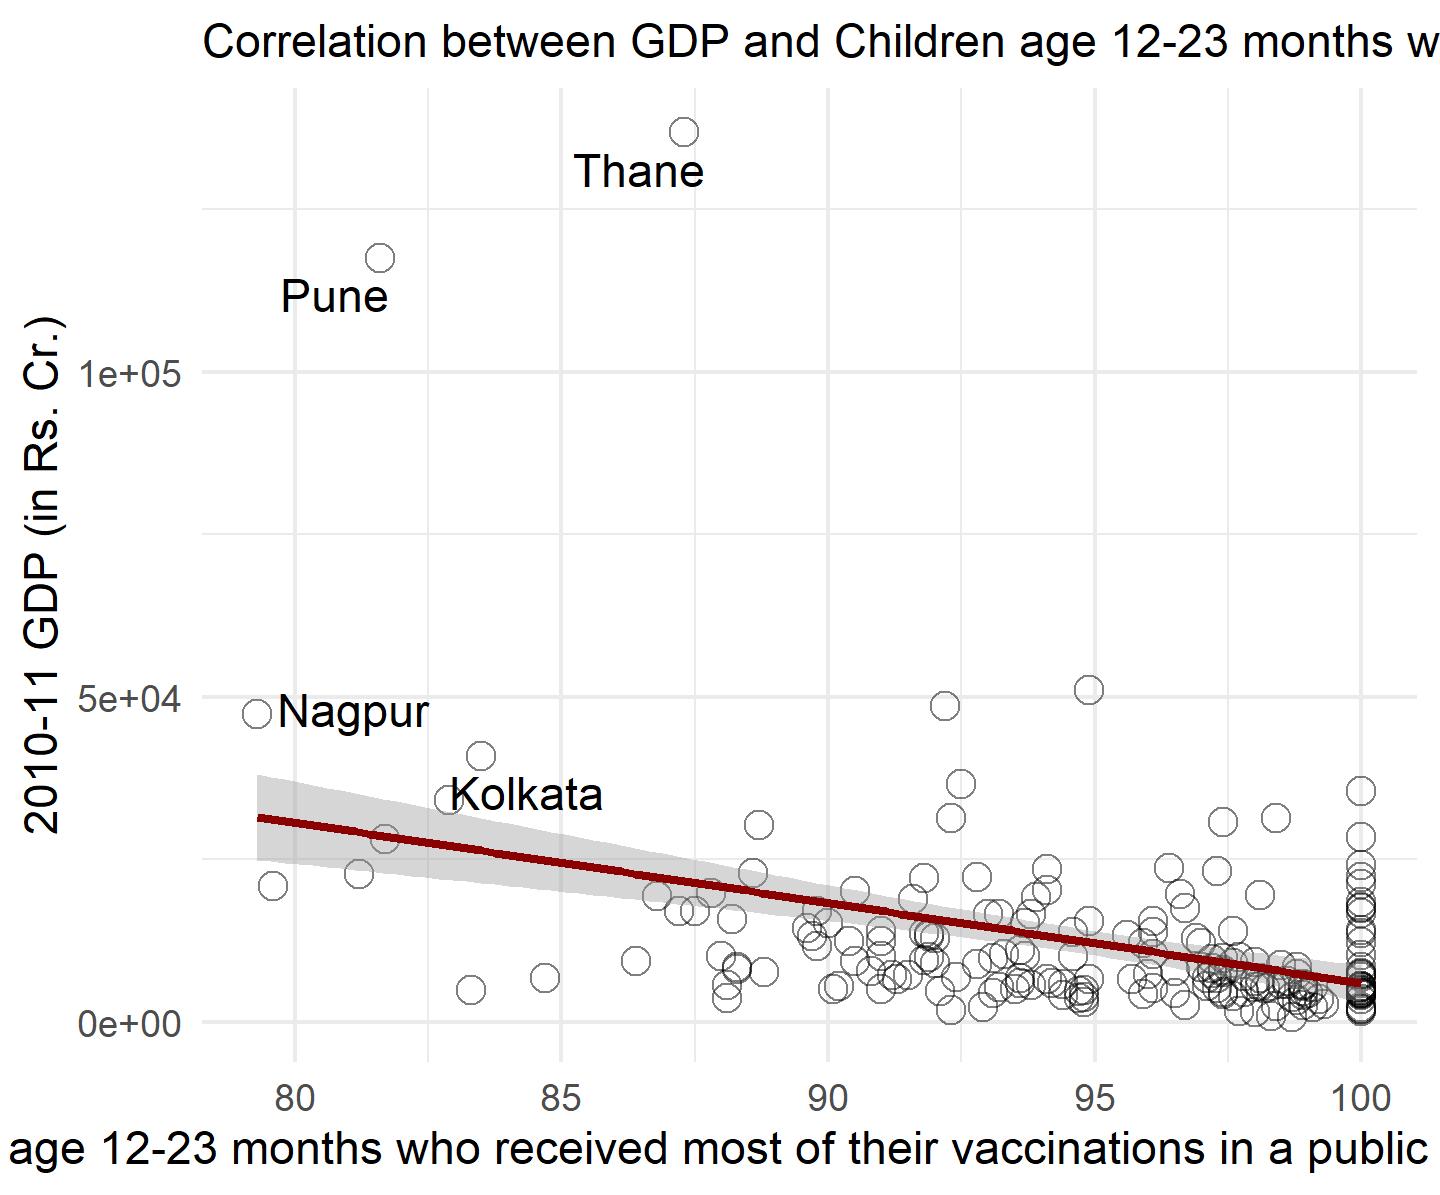 Correlation between GDP and Children age 12-23 months w
Thane
Pune
2010-11 GDP (in Rs. Cr.)
1e+05
5e+04
Nagpur
Kolkata
0e+00
80 85 90 95 100
age 12-23 months who received most of their vaccinations in a public